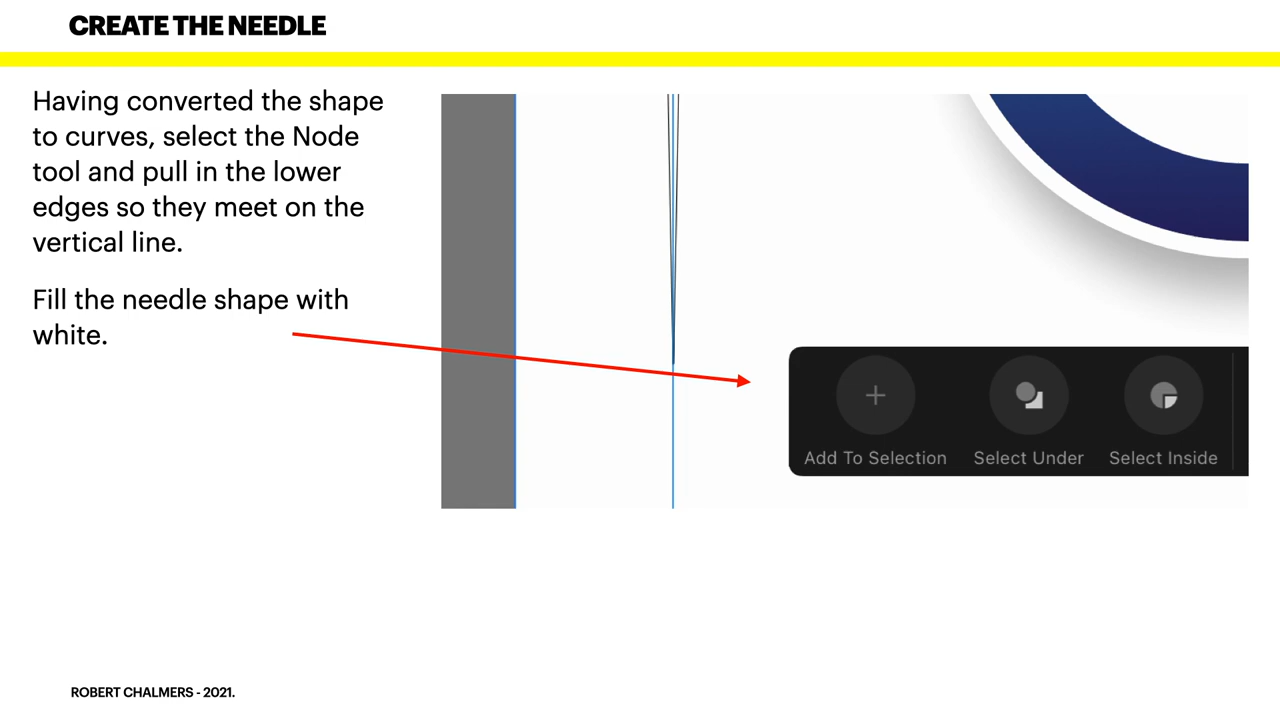 CREATE THE NEEDLE
Having converted the shape
to curves, select the Node
tool and pull in the lower
edges so they meet on the
vertical line.
Fill the needle shape with
white.
Add To Selection
Select Under
Select Inside
ROBERT CHALMERS - 2021.